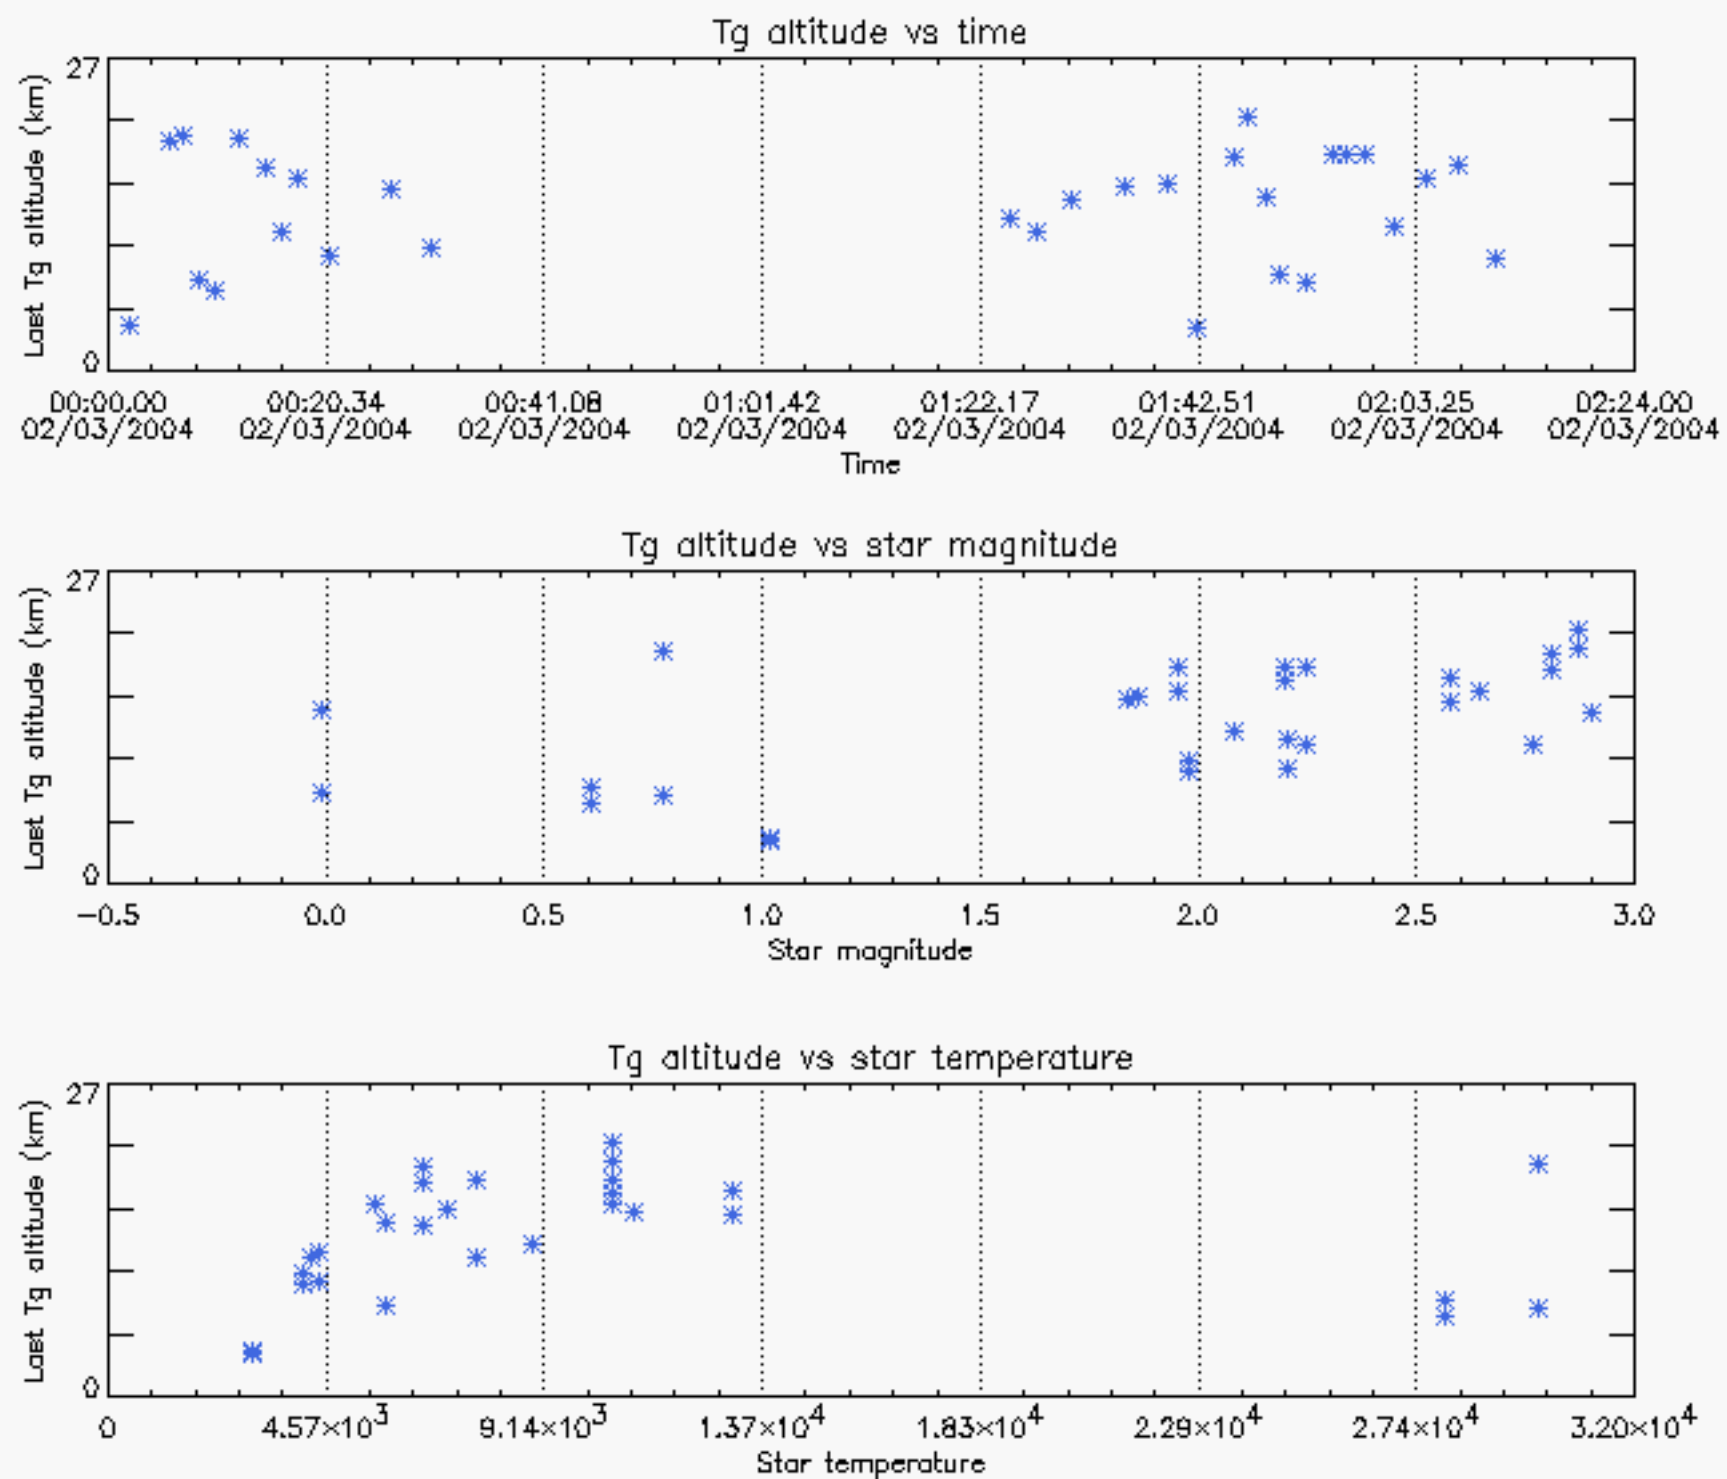 Tg altitude vs time
27
Last Tg altitude (km)
0
00:00.00 00:20.34 00:41.08 01:01.42 01:22.17 01:42.51 02:03.25 02:24.00
02/03/2004 02/03/2004 02/03/2004 02/03/2004 02/03/2004 02/03/2004 02/03/2004 02/03/2004
Time
Tg altitude vs star magnitude
27
Last Tg altitude (km)
0
-0.5 0.0 0.5 1.0 1.5 2.0 2.5 3.0
Star magnitude
Tg altitude vs star temperature
27
Last Tg altitude (km)
0
0 4.57×10³ 9.14×10³ 1.37×10⁴ 1.83×10⁴ 2.29×10⁴ 2.74×10⁴ 3.20×10⁴
Star temperature